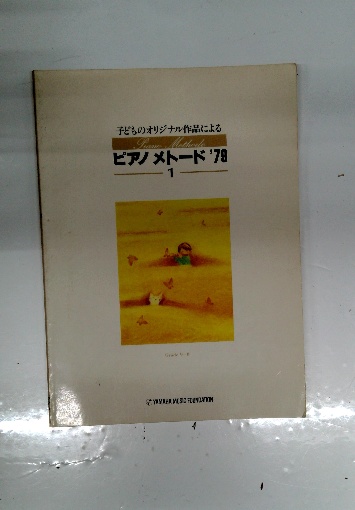 子どものオリジナル作品による
Piano Methode
ピアノ メトード '78
1
YAMAHA MUSIC FOUNDATION